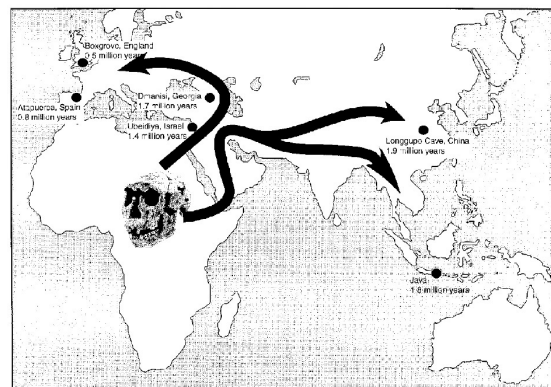 Boxgrove, England
0.5 million years
Dmanisi, Georgia
1.7 million years
Atapuerca, Spain
0.8 million years
Ubeidiya, Israel
1.4 million years
Longgupo Cave, China
1.9 million years
Java
1.8 million years